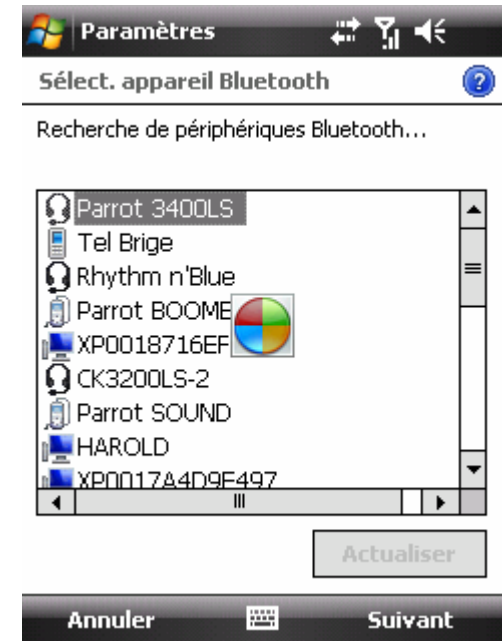 Paramètres
Sélect. appareil Bluetooth
Recherche de périphériques Bluetooth...
Parrot 3400LS
Tel Brige
Rhythm n'Blue
Parrot BOOME
XP0018716EF
CK3200LS-2
Parrot SOUND
HAROLD
XP0017A4D9F497
Actualiser
Annuler
Suivant